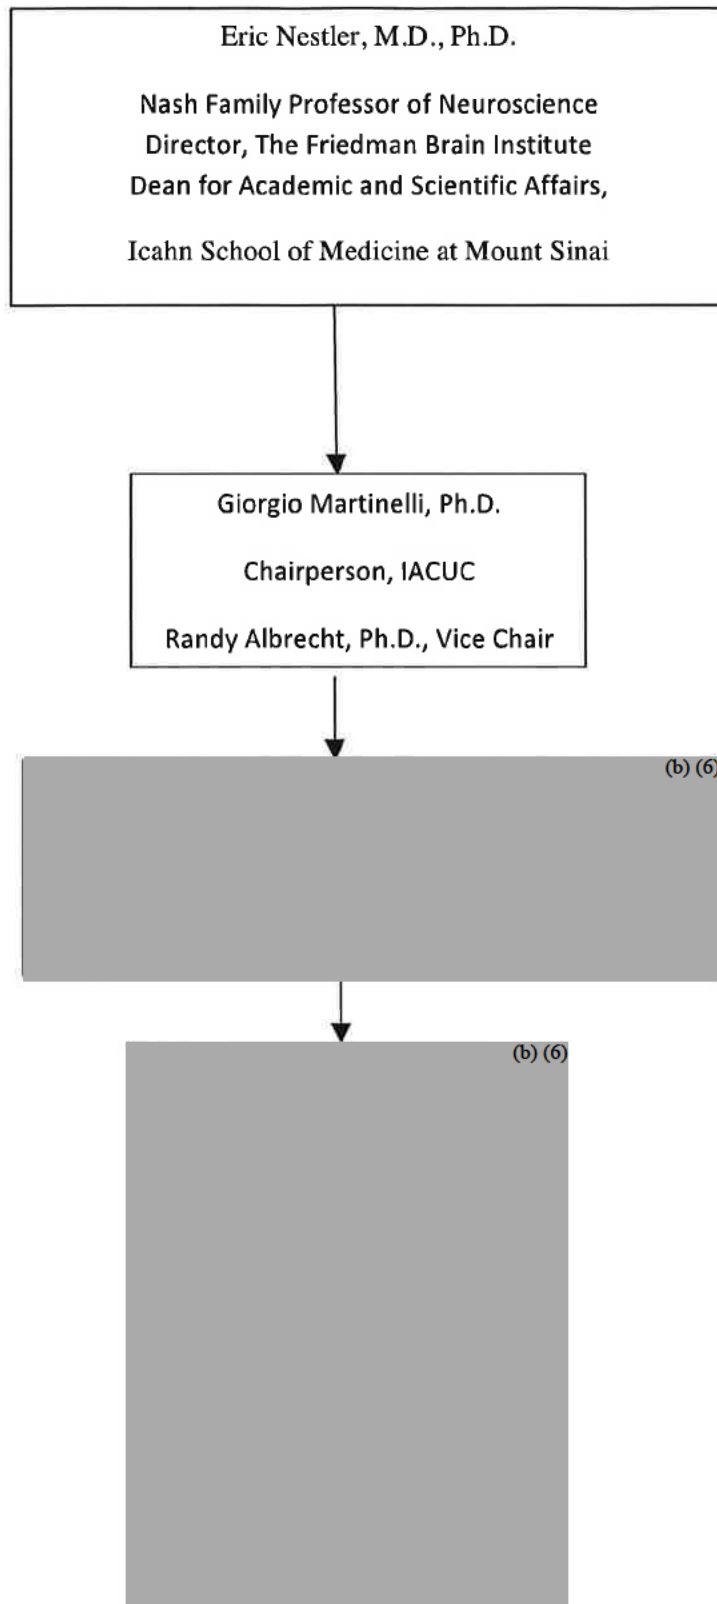 Eric Nestler, M.D., Ph.D.
Nash Family Professor of Neuroscience
Director, The Friedman Brain Institute
Dean for Academic and Scientific Affairs,
Icahn School of Medicine at Mount Sinai
Giorgio Martinelli, Ph.D.
Chairperson, IACUC
Randy Albrecht, Ph.D., Vice Chair
(b) (6)
(b) (6)